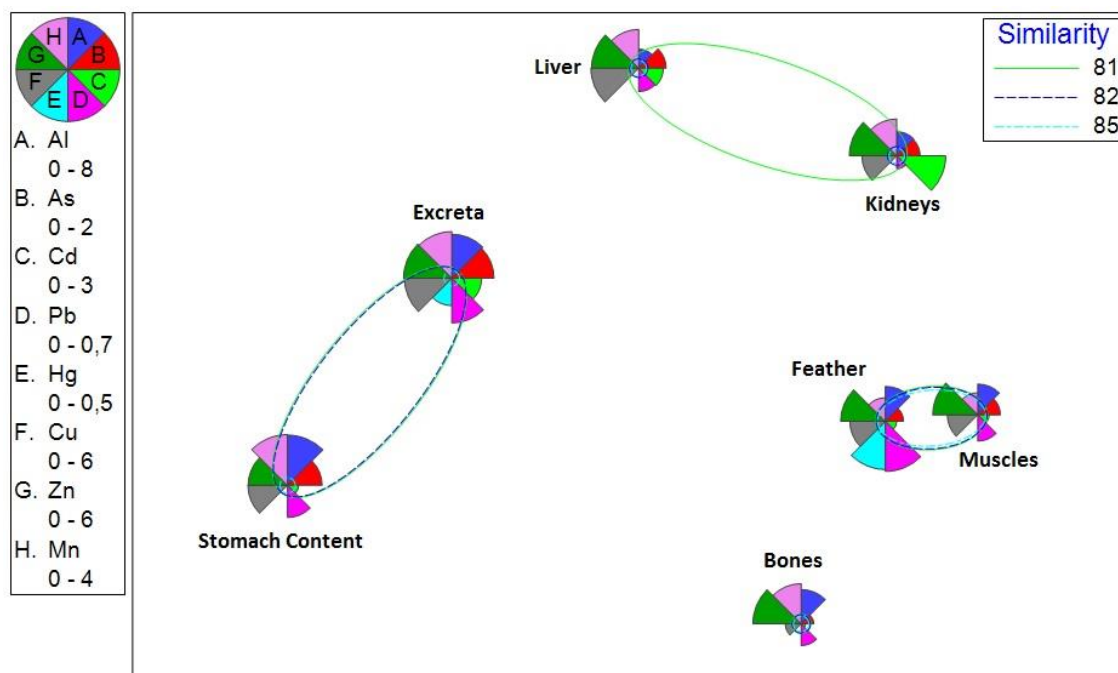 H A
G B
F C
E D
A. Al
0 - 8
B. As
0 - 2
C. Cd
0 - 3
D. Pb
0 - 0,7
E. Hg
0 - 0,5
F. Cu
0 - 6
G. Zn
0 - 6
H. Mn
0 - 4
Liver
Kidneys
Excreta
Stomach Content
Feather
Muscles
Bones
Similarity
81
82
85